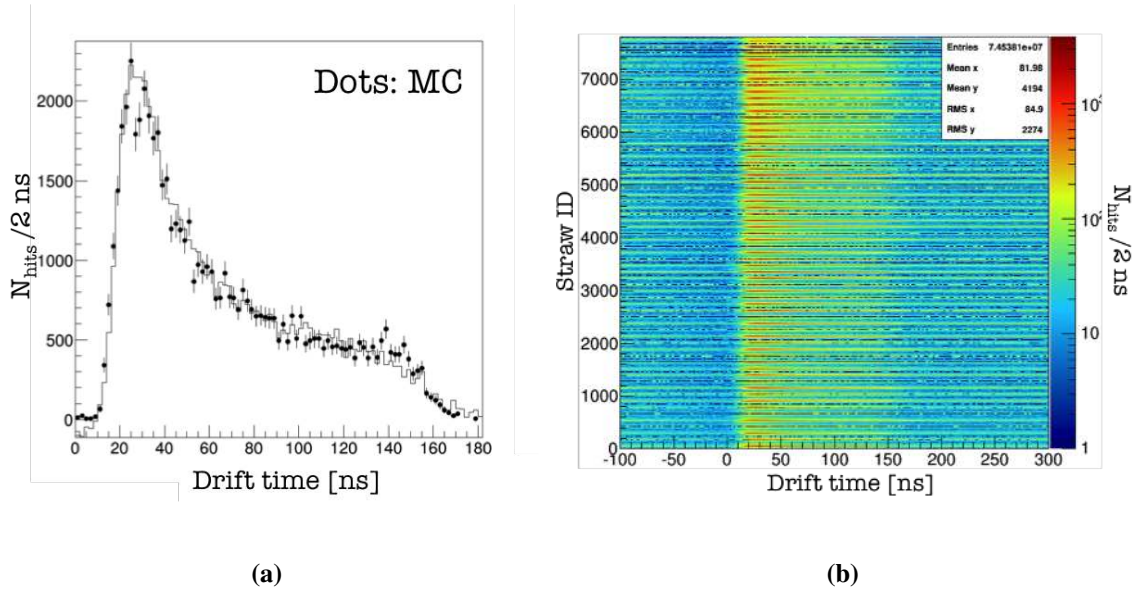 Dots: MC
N_hits/2 ns
2000
1500
1000
500
0
0 20 40 60 80 100 120 140 160 180
Drift time [ns]
(a)
Entries 7.45381e+07
Mean x 81.98
Mean y 4194
RMS x 84.9
RMS y 2274
Straw ID
7000
6000
5000
4000
3000
2000
1000
0
-100 -50 0 50 100 150 200 250 300
Drift time [ns]
10²
10²
10
1
N_hits/2 ns
(b)